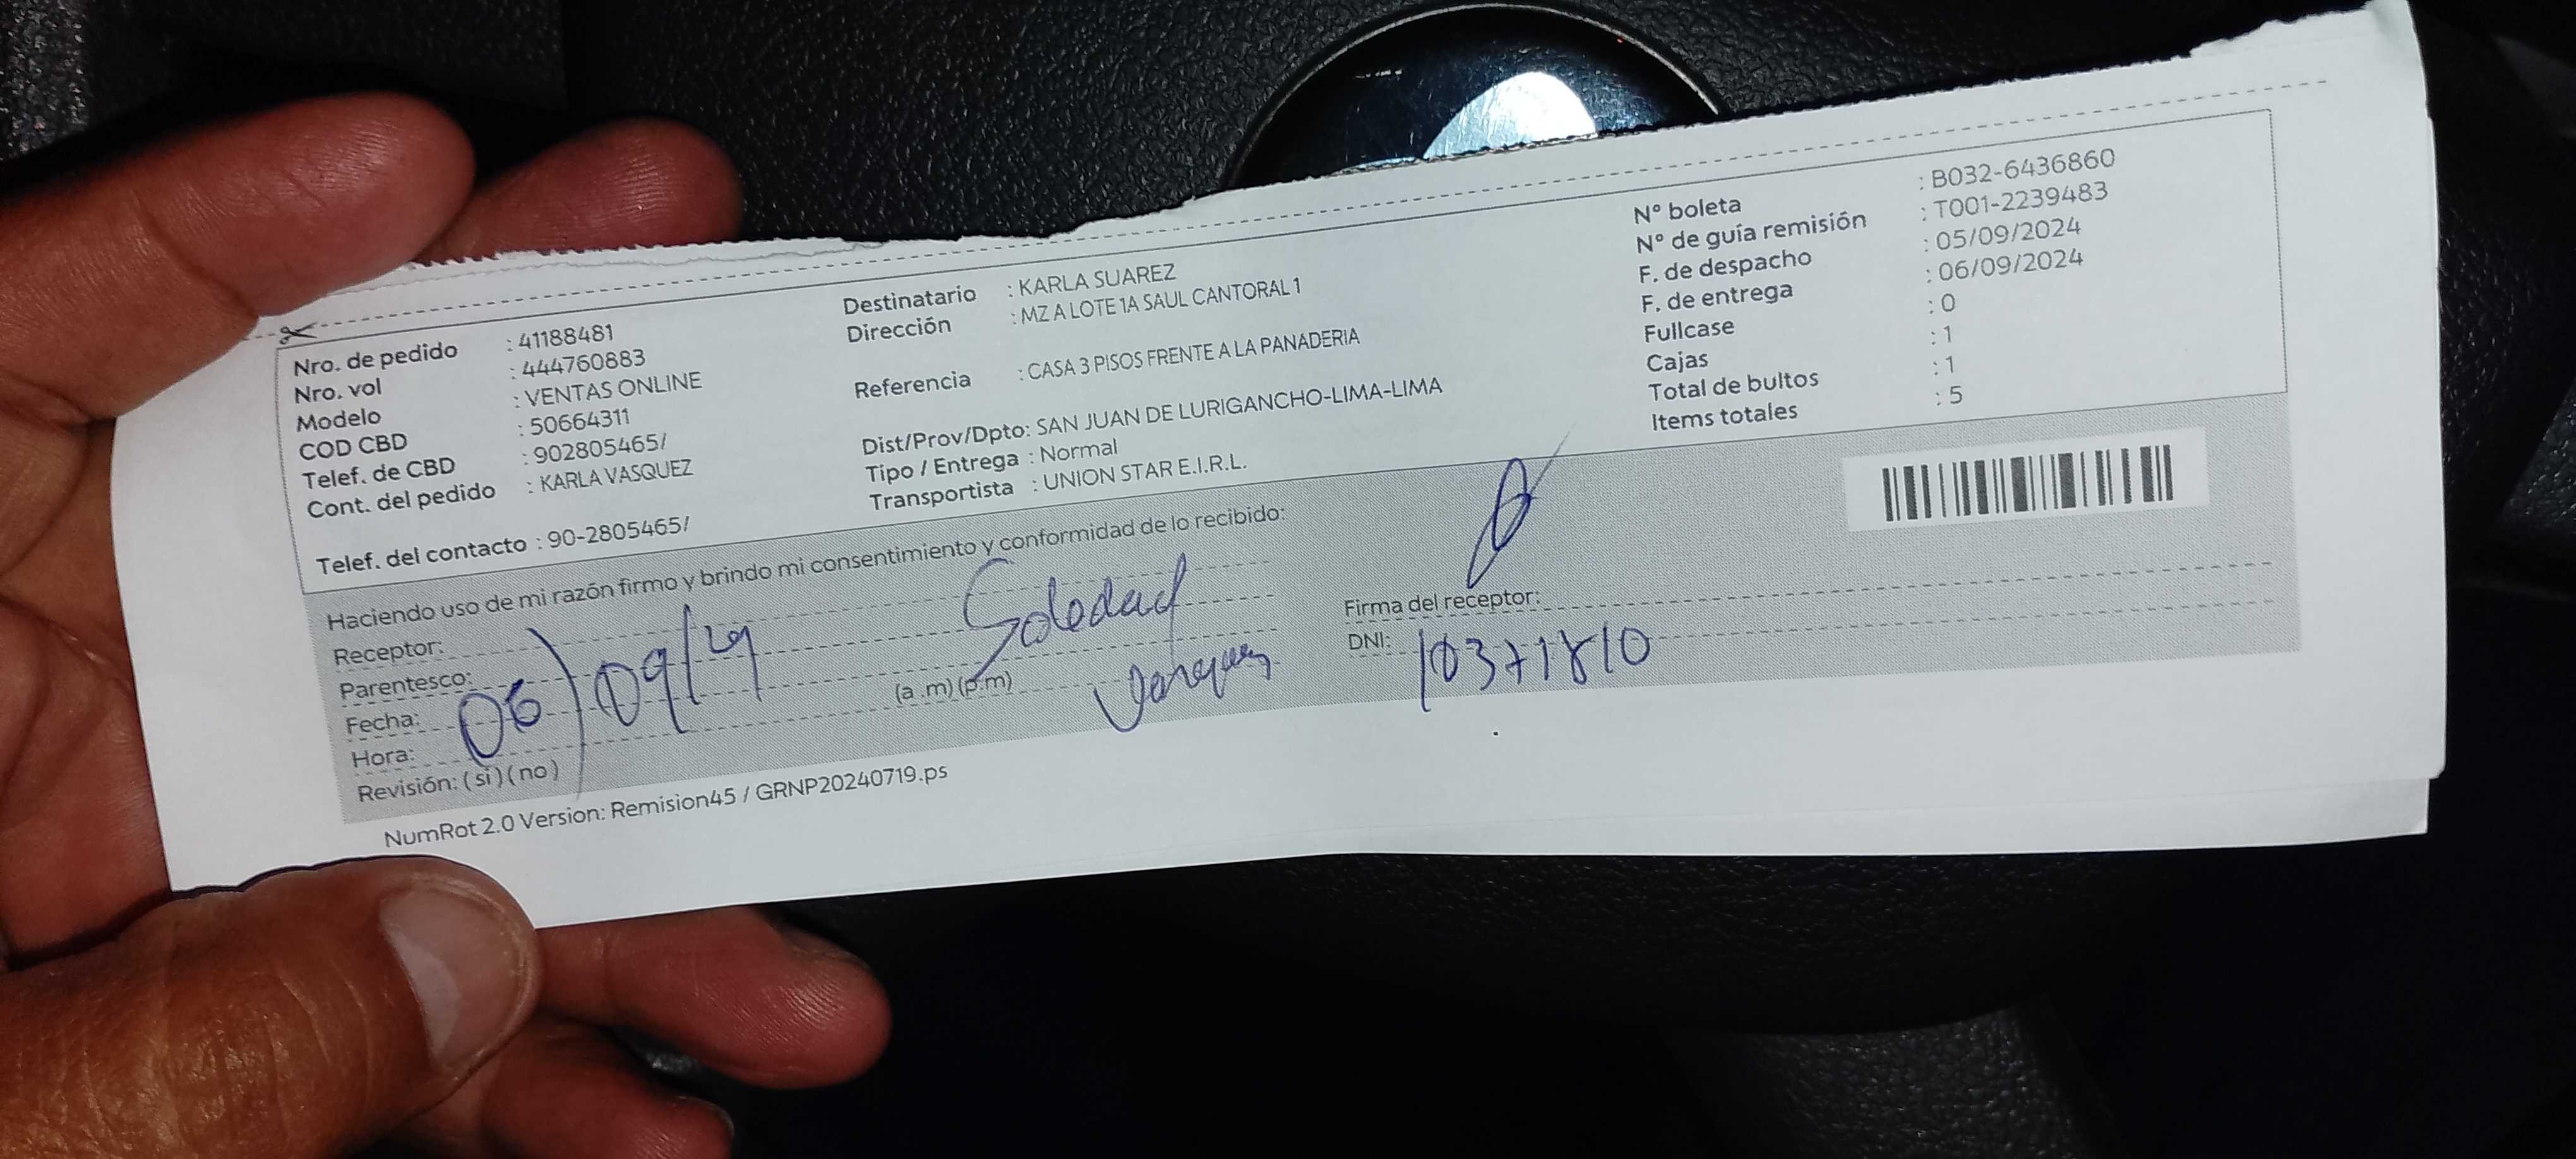 Nro. de pedido : 41188481
Nro. vol : 444760883
Modelo : VENTAS ONLINE
COD CBD : 50664311
Telef. de CBD : 902805465/
Cont. del pedido : KARLA VASQUEZ
Telef. del contacto : 90-2805465/
Destinatario : KARLA SUAREZ
Dirección : MZ A LOTE 1A SAUL CANTORAL 1
Referencia : CASA 3 PISOS FRENTE A LA PANADERIA
Dist/Prov/Dpto: SAN JUAN DE LURIGANCHO-LIMA-LIMA
Tipo / Entrega : Normal
Transportista : UNION STAR E.I.R.L.
N° boleta : B032-6436860
N° de guía remisión : T001-2239483
F. de despacho : 05/09/2024
F. de entrega : 06/09/2024
Fullcase : 0
Cajas : 1
Total de bultos : 1
Items totales : 5
Haciendo uso de mi razón firmo y brindo mi consentimiento y conformidad de lo recibido:
Receptor: Soledad
Parentesco:
Fecha: 06/09/24
Hora: (a .m) (p.m)
Revisión: ( si ) ( no )
Firma del receptor:
DNI: 10371810
NumRot 2.0 Version: Remision45 / GRNP20240719.ps